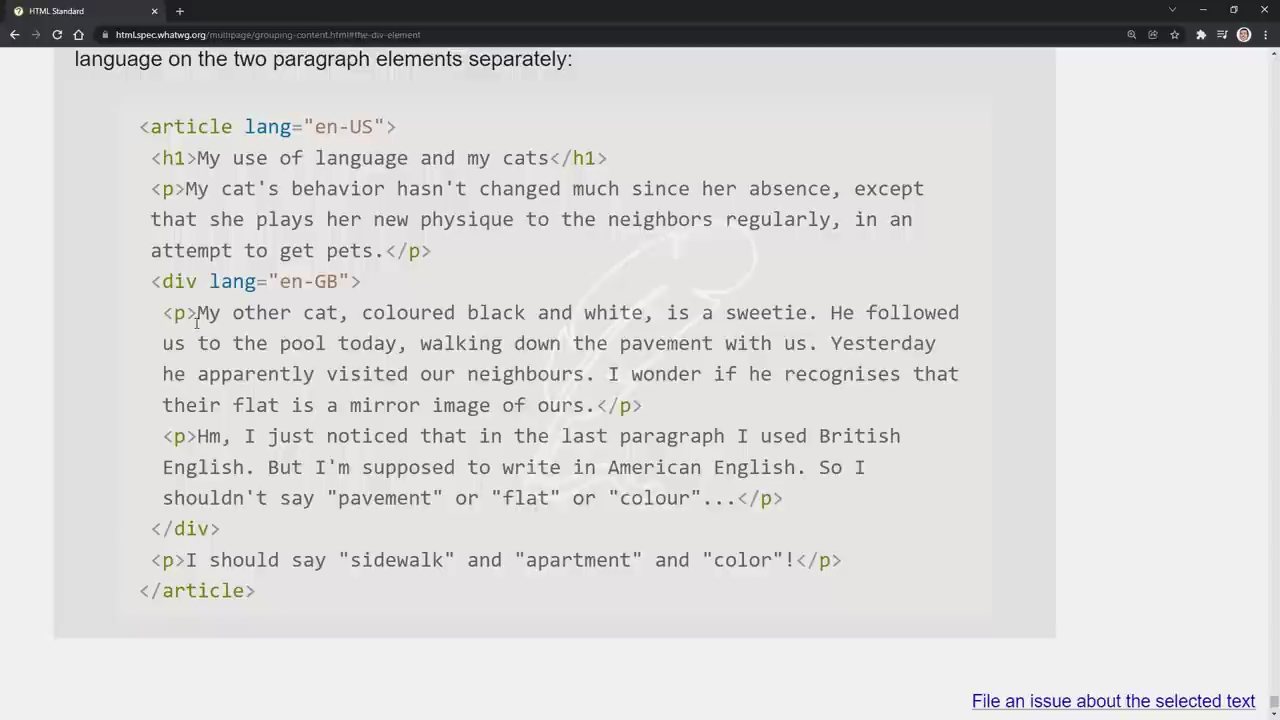 HTML Standard
html.spec.whatwg.org/multipage/grouping-content.html#the-div-element
language on the two paragraph elements separately:
<article lang="en-US">
<h1>My use of language and my cats</h1>
<p>My cat's behavior hasn't changed much since her absence, except
that she plays her new physique to the neighbors regularly, in an
attempt to get pets.</p>
<div lang="en-GB">
<p>My other cat, coloured black and white, is a sweetie. He followed
us to the pool today, walking down the pavement with us. Yesterday
he apparently visited our neighbours. I wonder if he recognises that
their flat is a mirror image of ours.</p>
<p>Hm, I just noticed that in the last paragraph I used British
English. But I'm supposed to write in American English. So I
shouldn't say "pavement" or "flat" or "colour"...</p>
</div>
<p>I should say "sidewalk" and "apartment" and "color"!</p>
</article>
File an issue about the selected text